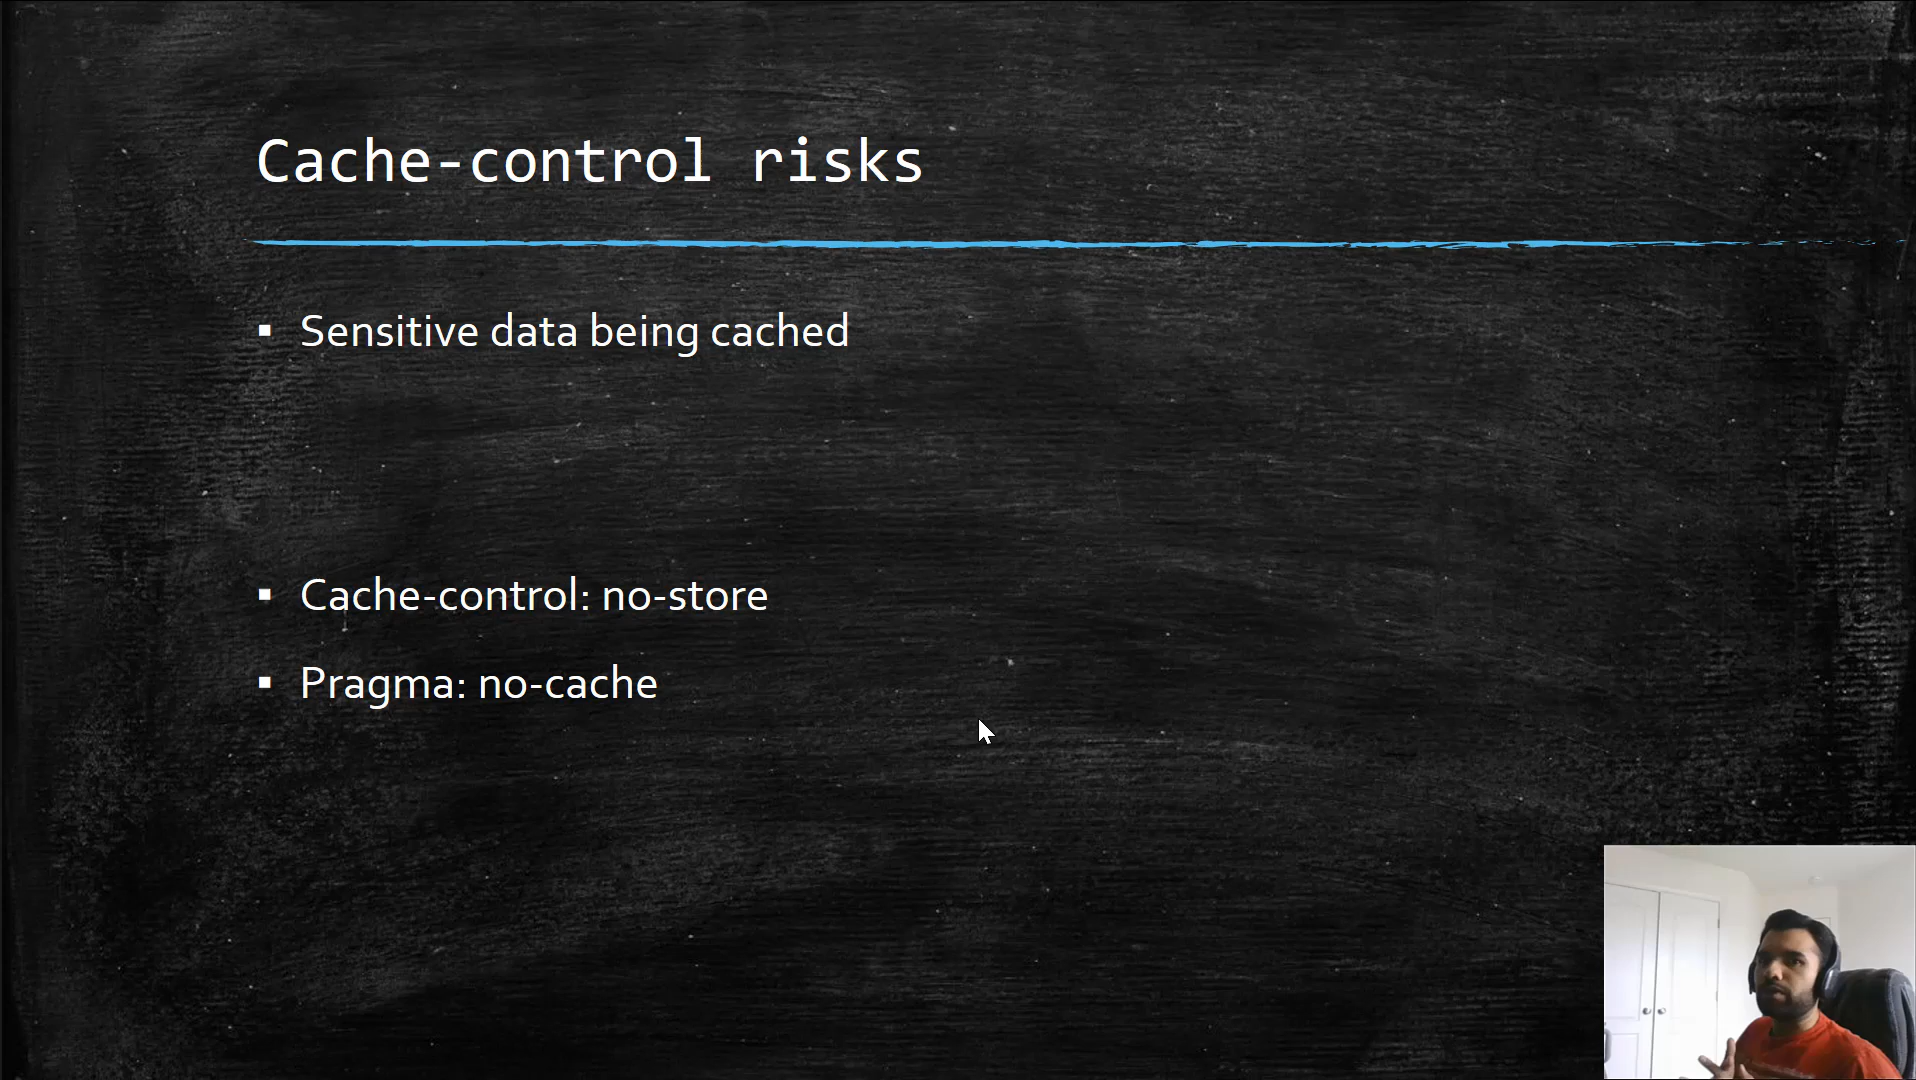 Cache-control risks
▪ Sensitive data being cached
▪ Cache-control: no-store
▪ Pragma: no-cache